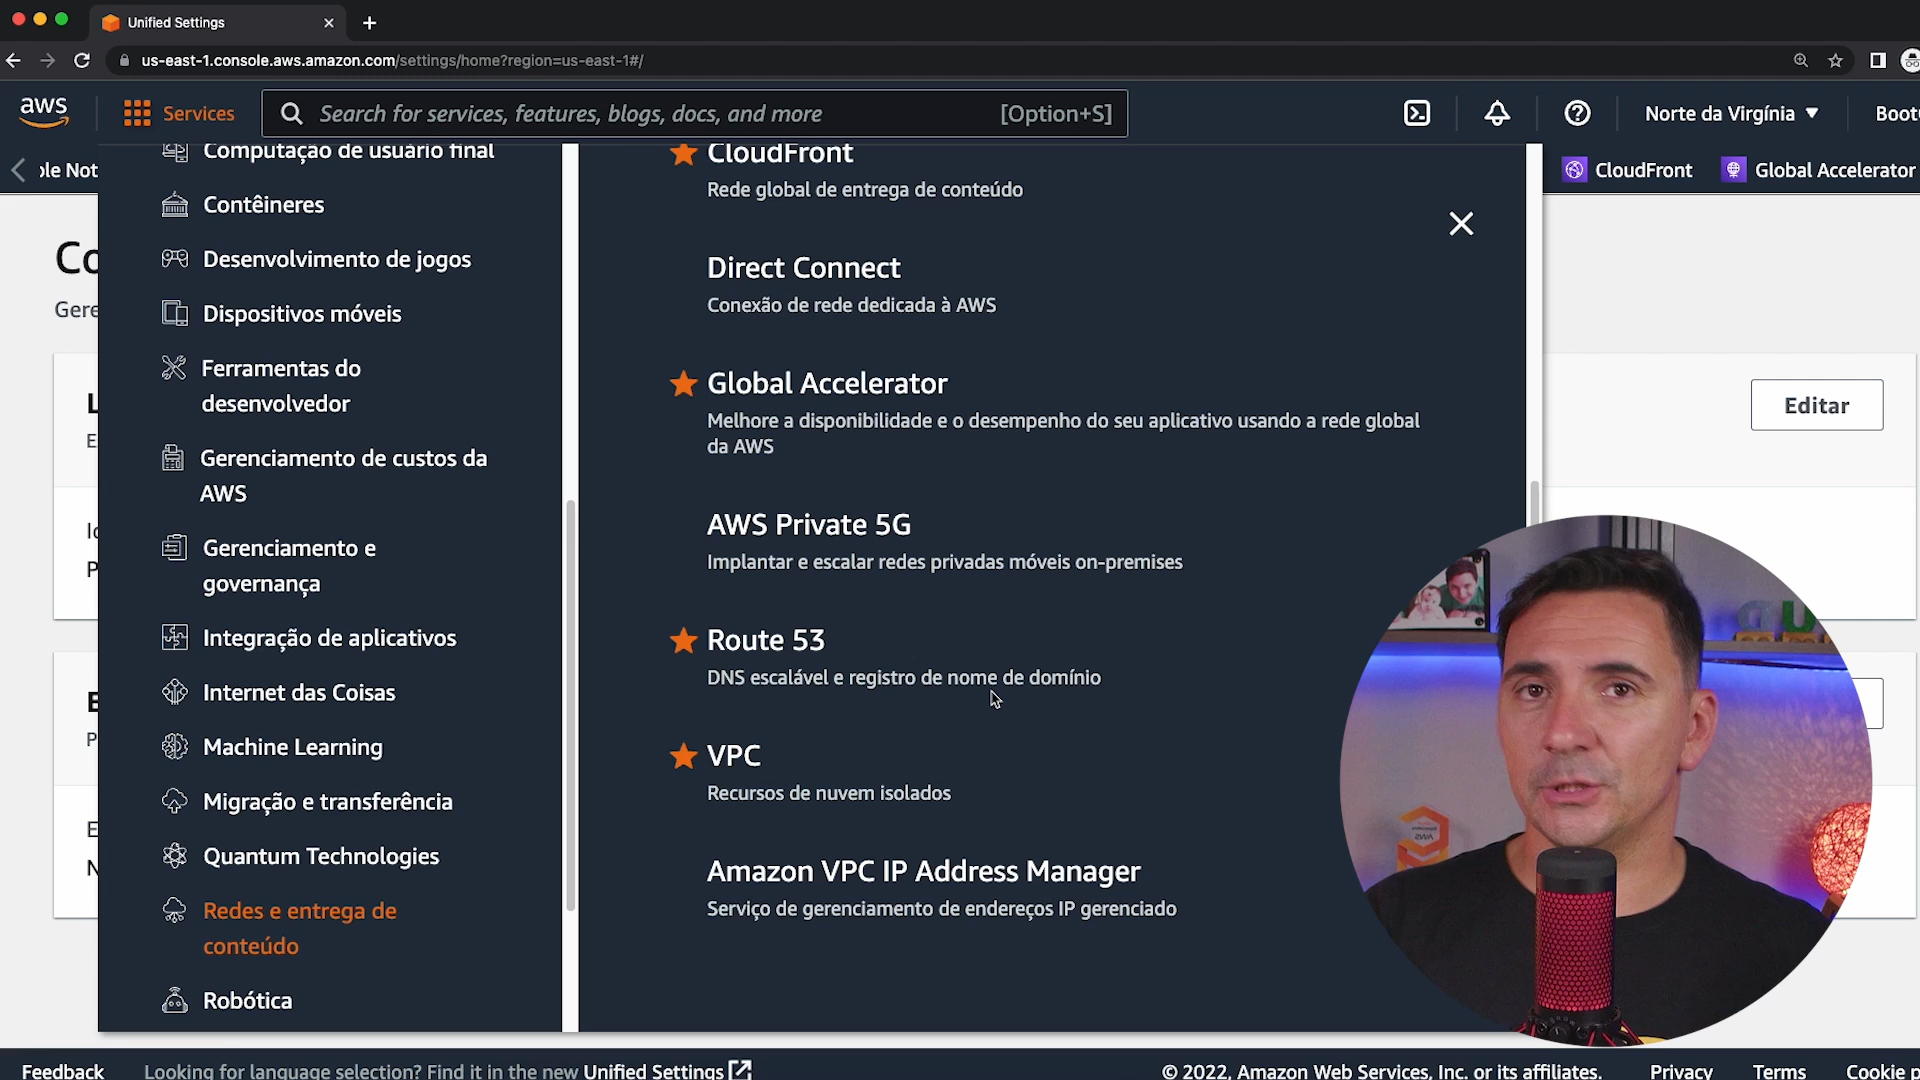 Unified Settings
us-east-1.console.aws.amazon.com/settings/home?region=us-east-1#/
aws
Services
Search for services, features, blogs, docs, and more
[Option+S]
Norte da Virgínia
ole Not
CloudFront
Global Accelerator
Computação de usuário final
Contêineres
Desenvolvimento de jogos
Dispositivos móveis
Ferramentas do
desenvolvedor
Gerenciamento de custos da
AWS
Gerenciamento e
governança
Integração de aplicativos
Internet das Coisas
Machine Learning
Migração e transferência
Quantum Technologies
Redes e entrega de
conteúdo
Robótica
CloudFront
Rede global de entrega de conteúdo
Direct Connect
Conexão de rede dedicada à AWS
Global Accelerator
Melhore a disponibilidade e o desempenho do seu aplicativo usando a rede global
da AWS
AWS Private 5G
Implantar e escalar redes privadas móveis on-premises
Route 53
DNS escalável e registro de nome de domínio
VPC
Recursos de nuvem isolados
Amazon VPC IP Address Manager
Serviço de gerenciamento de endereços IP gerenciado
Editar
Feedback
Looking for language selection? Find it in the new Unified Settings
© 2022, Amazon Web Services, Inc. or its affiliates.
Privacy
Terms
Cookie p